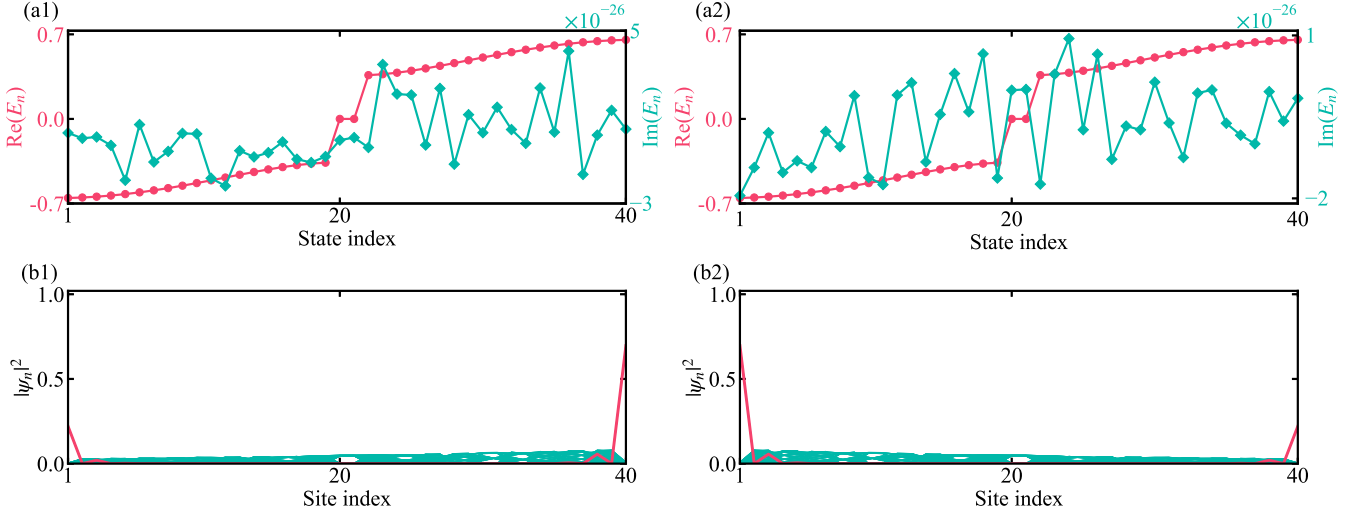 (a1)
×10⁻²⁶
0.7
5
Re(Eₙ)
0.0
Im(Eₙ)
-0.7
−3
1
20
40
State index
(a2)
×10⁻²⁶
0.7
1
Re(Eₙ)
0.0
Im(Eₙ)
-0.7
−2
1
20
40
State index
(b1)
1.0
|ψₙ|²
0.5
0.0
1
20
40
Site index
(b2)
1.0
|ψₙ|²
0.5
0.0
1
20
40
Site index